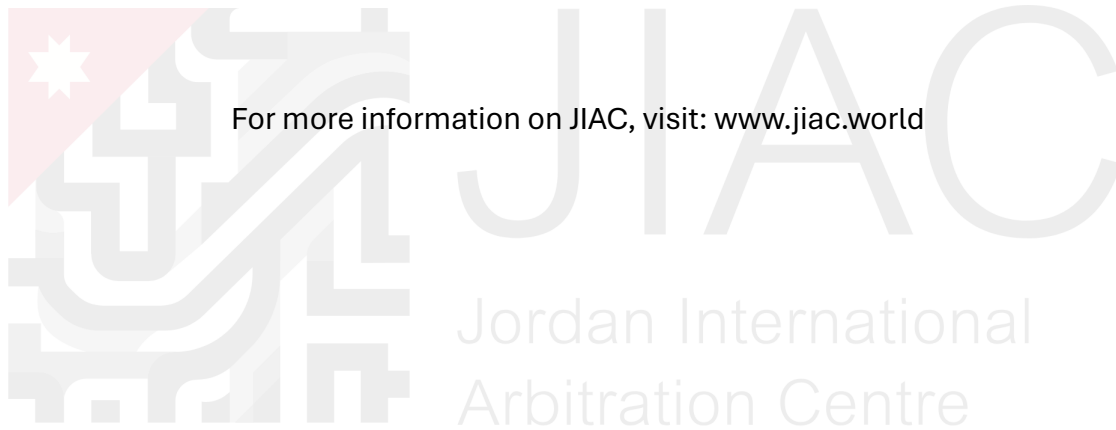 For more information on JIAC, visit: www.jiac.world
JIAC
Jordan International
Arbitration Centre